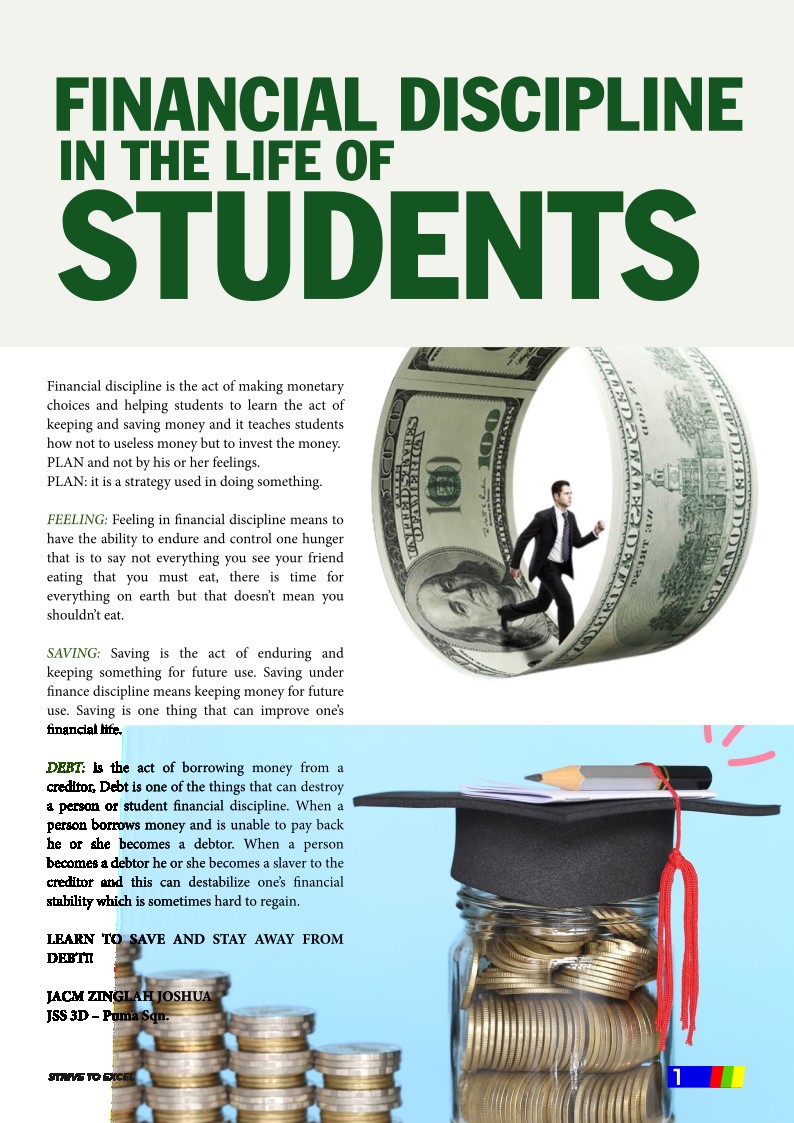 FINANCIAL DISCIPLINE
IN THE LIFE OF
STUDENTS
Financial discipline is the act of making monetary
choices and helping students to learn the act of
keeping and saving money and it teaches students
how not to useless money but to invest the money.
PLAN and not by his or her feelings.
PLAN: it is a strategy used in doing something.
FEELING: Feeling in financial discipline means to
have the ability to endure and control one hunger
that is to say not everything you see your friend
eating that you must eat, there is time for
everything on earth but that doesn't mean you
shouldn't eat.
SAVING: Saving is the act of enduring and
keeping something for future use. Saving under
finance discipline means keeping money for future
use. Saving is one thing that can improve one's
financial life.
DEBT: is the act of borrowing money from a
creditor, Debt is one of the things that can destroy
a person or student financial discipline. When a
person borrows money and is unable to pay back
he or she becomes a debtor. When a person
becomes a debtor he or she becomes a slaver to the
creditor and this can destabilize one's financial
stability which is sometimes hard to regain.
LEARN TO SAVE AND STAY AWAY FROM
DEBT!!
JACM ZINGLAH JOSHUA
JSS 3D – Puma Sqn.
STRIVE TO EXCEL
1
100
100
IN GOD
WE TRUST